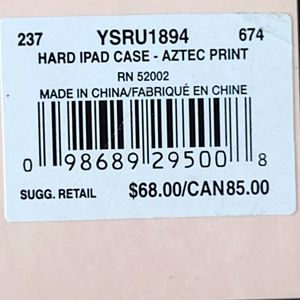 237 YSRU1894 674
HARD IPAD CASE - AZTEC PRINT
RN 52002
MADE IN CHINA/FABRIQUÉ EN CHINE
0 98689 29500 8
SUGG. RETAIL $68.00/CAN85.00